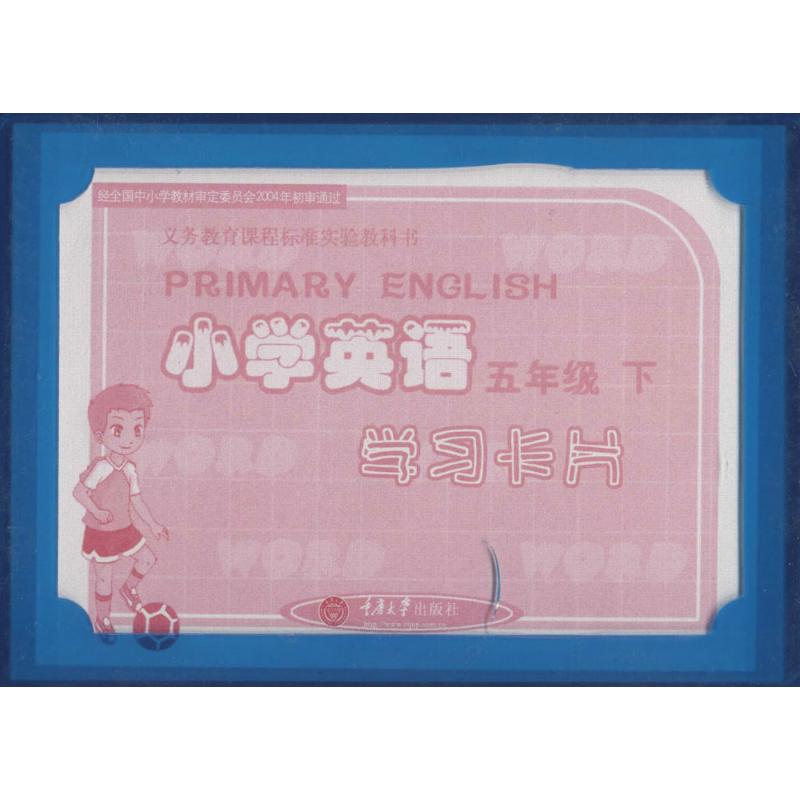 经全国中小学教材审定委员会2004年初审通过
义务教育课程标准实验教科书
WORD WORD
PRIMARY ENGLISH
小学英语 五年级 下
WORD
学习卡片
WORD WORD
重庆大学出版社